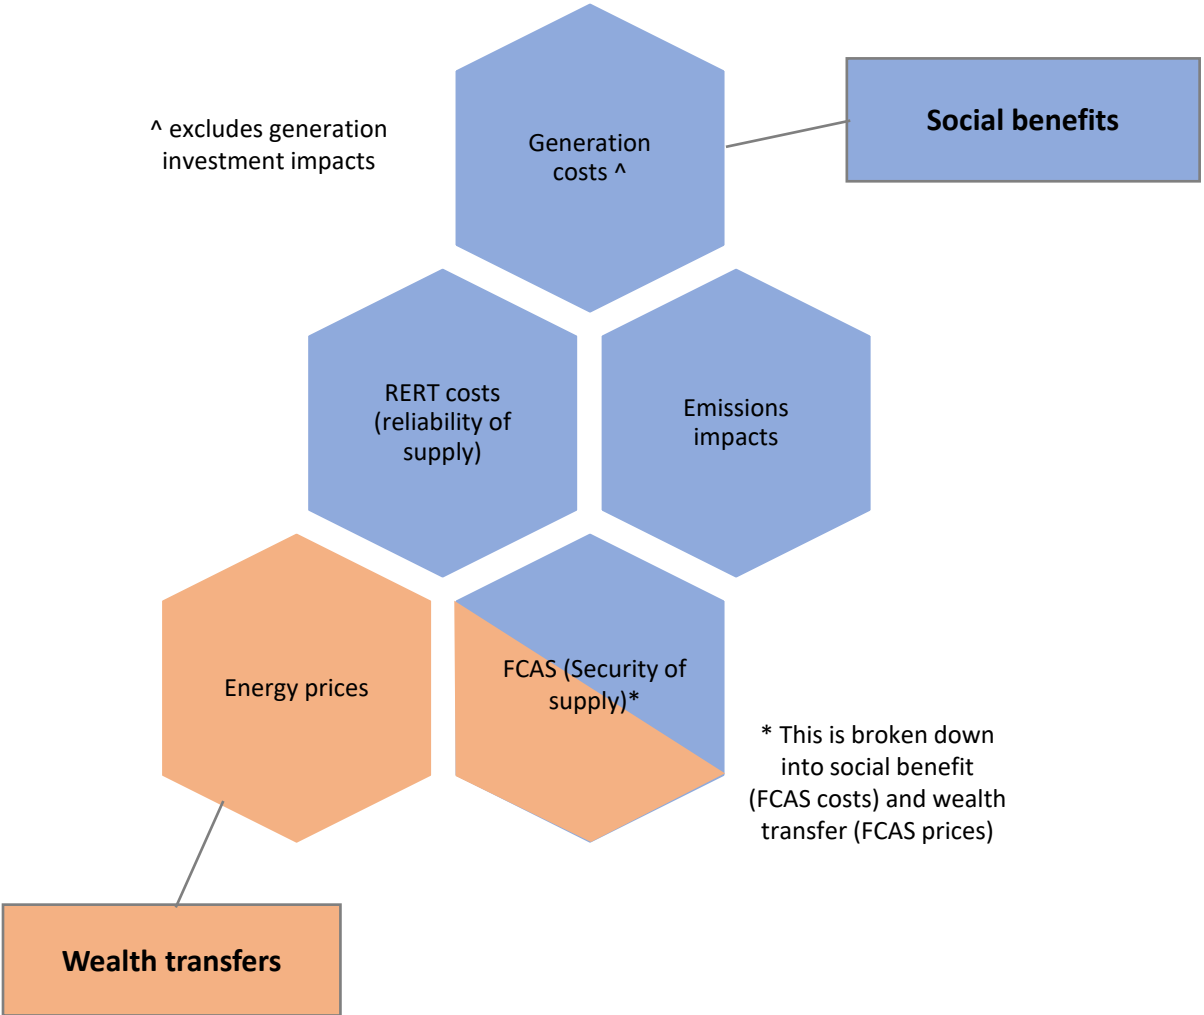 ^ excludes generation
investment impacts
Generation
costs ^
Social benefits
RERT costs
(reliability of
supply)
Emissions
impacts
Energy prices
FCAS (Security of
supply)*
* This is broken down
into social benefit
(FCAS costs) and wealth
transfer (FCAS prices)
Wealth transfers